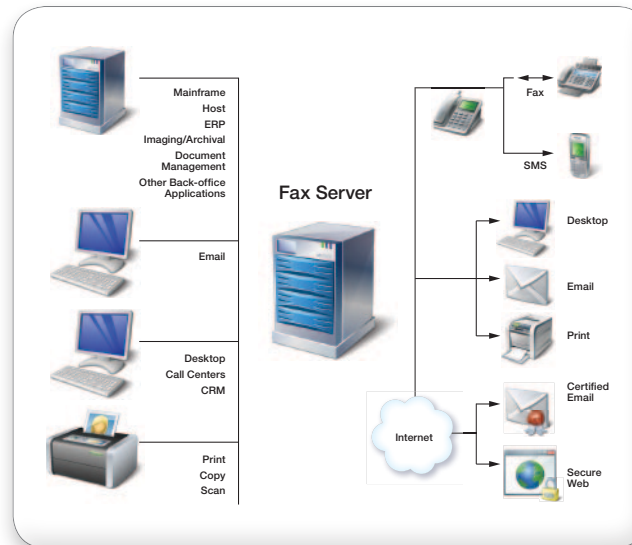 Mainframe
Host
ERP
Imaging/Archival
Document
Management
Other Back-office
Applications
Email
Desktop
Call Centers
CRM
Print
Copy
Scan
Fax Server
Fax
SMS
Desktop
Email
Print
Internet
Certified
Email
Secure
Web